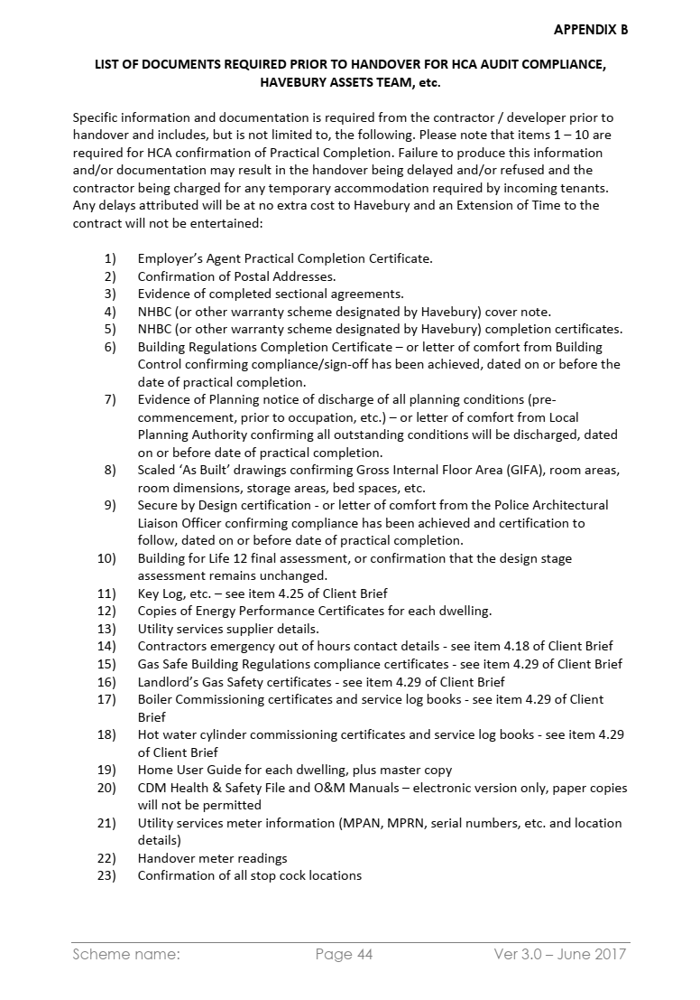 APPENDIX B
LIST OF DOCUMENTS REQUIRED PRIOR TO HANDOVER FOR HCA AUDIT COMPLIANCE,
HAVEBURY ASSETS TEAM, etc.
Specific information and documentation is required from the contractor / developer prior to
handover and includes, but is not limited to, the following. Please note that items 1 – 10 are
required for HCA confirmation of Practical Completion. Failure to produce this information
and/or documentation may result in the handover being delayed and/or refused and the
contractor being charged for any temporary accommodation required by incoming tenants.
Any delays attributed will be at no extra cost to Havebury and an Extension of Time to the
contract will not be entertained:
1) Employer's Agent Practical Completion Certificate.
2) Confirmation of Postal Addresses.
3) Evidence of completed sectional agreements.
4) NHBC (or other warranty scheme designated by Havebury) cover note.
5) NHBC (or other warranty scheme designated by Havebury) completion certificates.
6) Building Regulations Completion Certificate – or letter of comfort from Building
Control confirming compliance/sign-off has been achieved, dated on or before the
date of practical completion.
7) Evidence of Planning notice of discharge of all planning conditions (pre-
commencement, prior to occupation, etc.) – or letter of comfort from Local
Planning Authority confirming all outstanding conditions will be discharged, dated
on or before date of practical completion.
8) Scaled ‘As Built’ drawings confirming Gross Internal Floor Area (GIFA), room areas,
room dimensions, storage areas, bed spaces, etc.
9) Secure by Design certification - or letter of comfort from the Police Architectural
Liaison Officer confirming compliance has been achieved and certification to
follow, dated on or before date of practical completion.
10) Building for Life 12 final assessment, or confirmation that the design stage
assessment remains unchanged.
11) Key Log, etc. – see item 4.25 of Client Brief
12) Copies of Energy Performance Certificates for each dwelling.
13) Utility services supplier details.
14) Contractors emergency out of hours contact details - see item 4.18 of Client Brief
15) Gas Safe Building Regulations compliance certificates - see item 4.29 of Client Brief
16) Landlord’s Gas Safety certificates - see item 4.29 of Client Brief
17) Boiler Commissioning certificates and service log books - see item 4.29 of Client
Brief
18) Hot water cylinder commissioning certificates and service log books - see item 4.29
of Client Brief
19) Home User Guide for each dwelling, plus master copy
20) CDM Health & Safety File and O&M Manuals – electronic version only, paper copies
will not be permitted
21) Utility services meter information (MPAN, MPRN, serial numbers, etc. and location
details)
22) Handover meter readings
23) Confirmation of all stop cock locations
Scheme name: Page 44 Ver 3.0 – June 2017